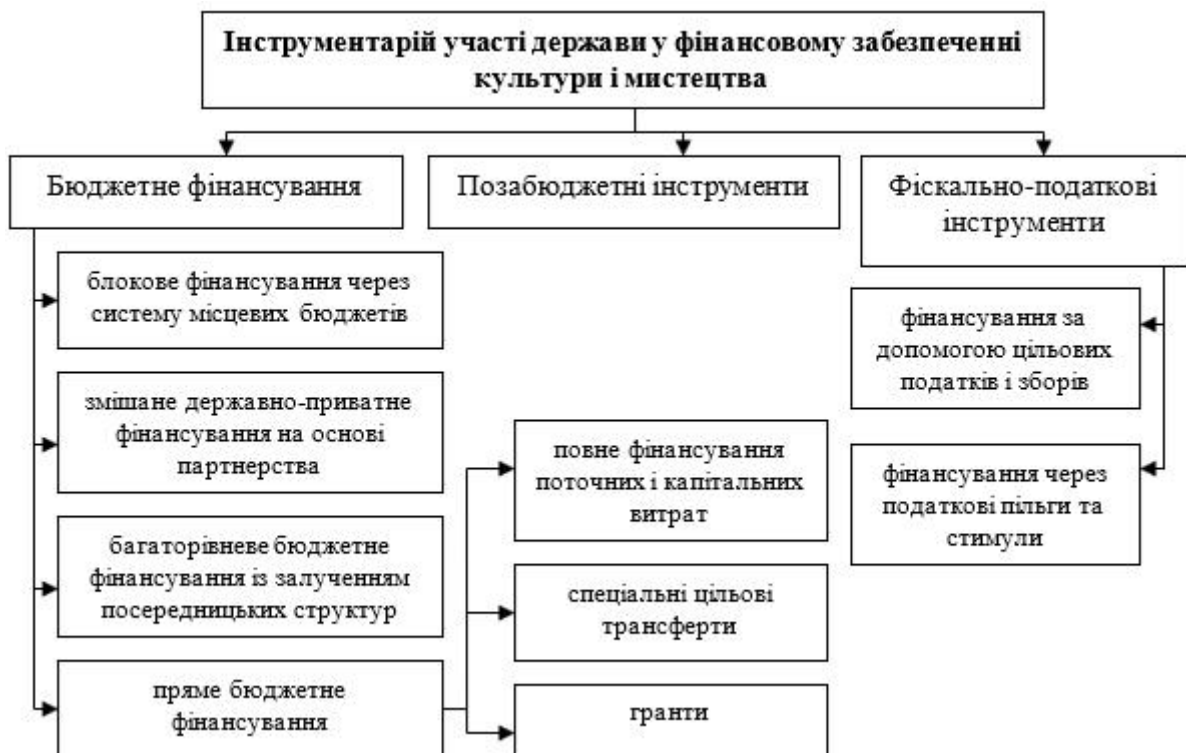 Інструментарій участі держави у фінансовому забезпеченні
культури і мистецтва
Бюджетне фінансування
Позабюджетні інструменти
Фіскально-податкові
інструменти
блокове фінансування через
систему місцевих бюджетів
змішане державно-приватне
фінансування на основі
партнерства
багаторівневе бюджетне
фінансування із залученням
посередницьких структур
пряме бюджетне
фінансування
повне фінансування
поточних і капітальних
витрат
спеціальні цільові
трансферти
гранти
фінансування за
допомогою цільових
податків і зборів
фінансування через
податкові пільги та
стимули